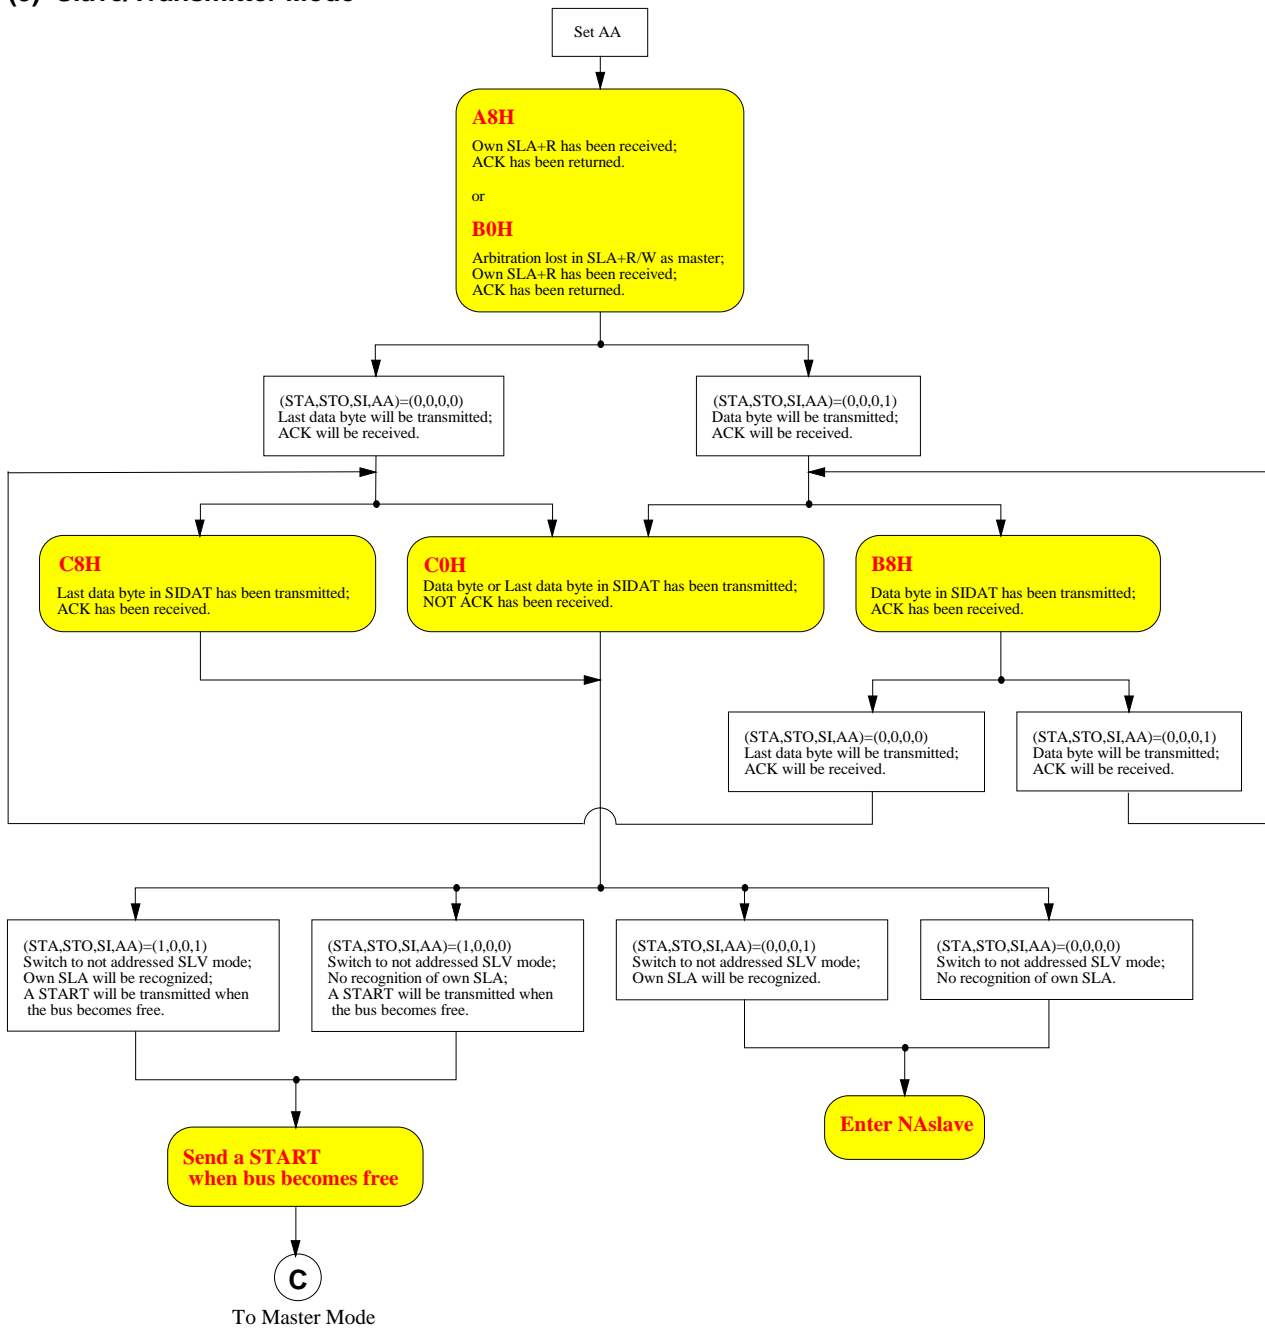 Set AA
A8H
Own SLA+R has been received;
ACK has been returned.
or
B0H
Arbitration lost in SLA+R/W as master;
Own SLA+R has been received;
ACK has been returned.
(STA,STO,SI,AA)=(0,0,0,0)
Last data byte will be transmitted;
ACK will be received.
(STA,STO,SI,AA)=(0,0,0,1)
Data byte will be transmitted;
ACK will be received.
C8H
Last data byte in SIDAT has been transmitted;
ACK has been received.
C0H
Data byte or Last data byte in SIDAT has been transmitted;
NOT ACK has been received.
B8H
Data byte in SIDAT has been transmitted;
ACK has been received.
(STA,STO,SI,AA)=(0,0,0,0)
Last data byte will be transmitted;
ACK will be received.
(STA,STO,SI,AA)=(0,0,0,1)
Data byte will be transmitted;
ACK will be received.
(STA,STO,SI,AA)=(1,0,0,1)
Switch to not addressed SLV mode;
Own SLA will be recognized;
A START will be transmitted when
the bus becomes free.
(STA,STO,SI,AA)=(1,0,0,0)
Switch to not addressed SLV mode;
No recognition of own SLA;
A START will be transmitted when
the bus becomes free.
(STA,STO,SI,AA)=(0,0,0,1)
Switch to not addressed SLV mode;
Own SLA will be recognized.
(STA,STO,SI,AA)=(0,0,0,0)
Switch to not addressed SLV mode;
No recognition of own SLA.
Enter NAslave
Send a START
when bus becomes free
C
To Master Mode